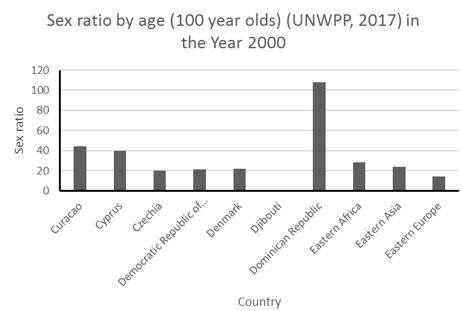 Sex ratio by age (100 year olds) (UNWPP, 2017) in
the Year 2000
Sex ratio
120
100
80
60
40
20
0
Curacao
Cyprus
Czechia
Democratic Republic of...
Denmark
Djibouti
Dominican Republic
Eastern Africa
Eastern Asia
Eastern Europe
Country